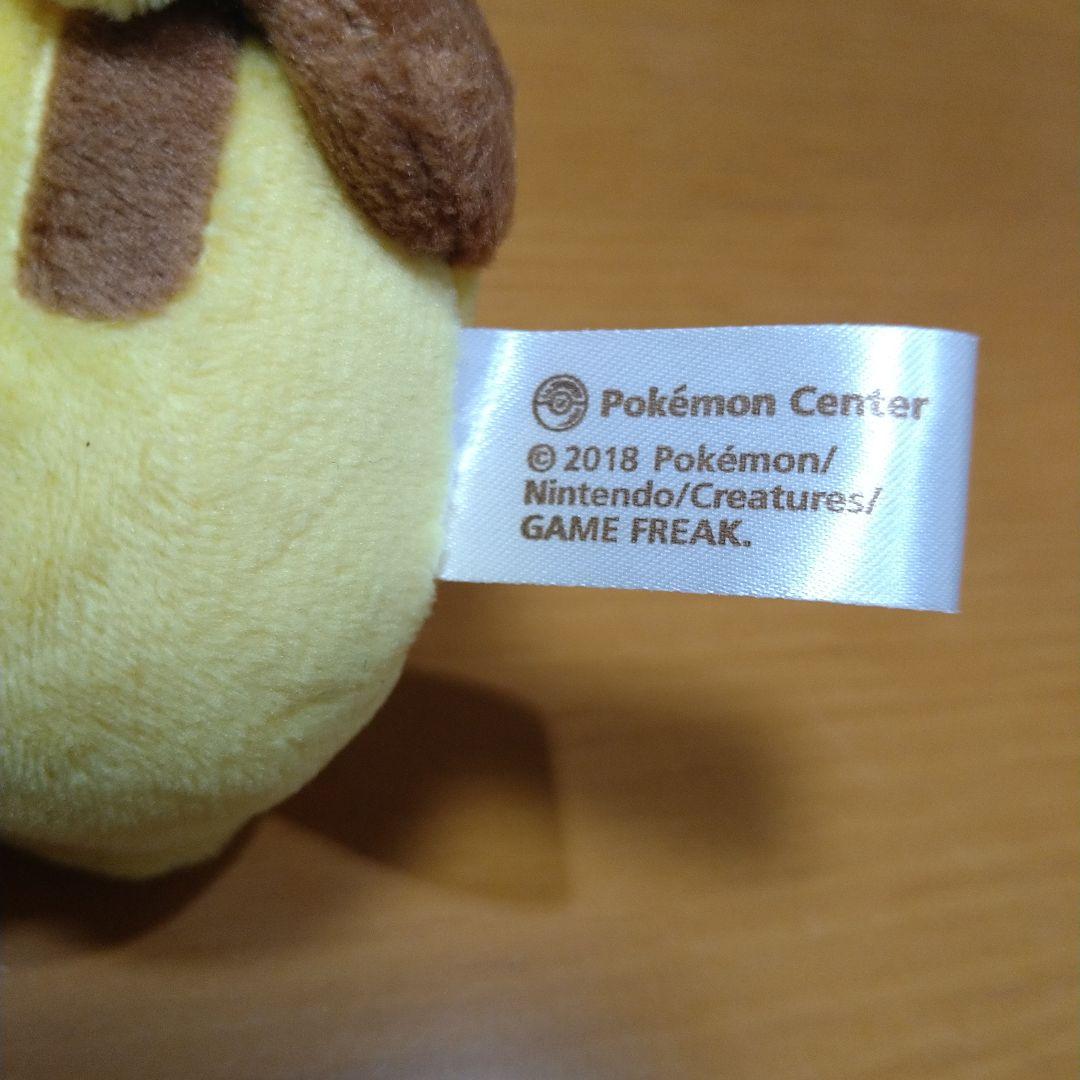 Pokémon Center
© 2018 Pokémon/
Nintendo/Creatures/
GAME FREAK.